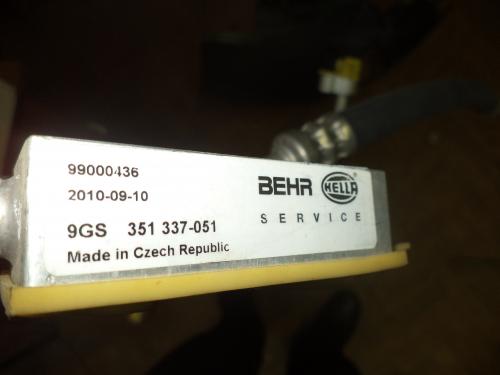 99000436
2010-09-10
9GS 351 337-051
Made in Czech Republic
BEHR HELLA
SERVICE